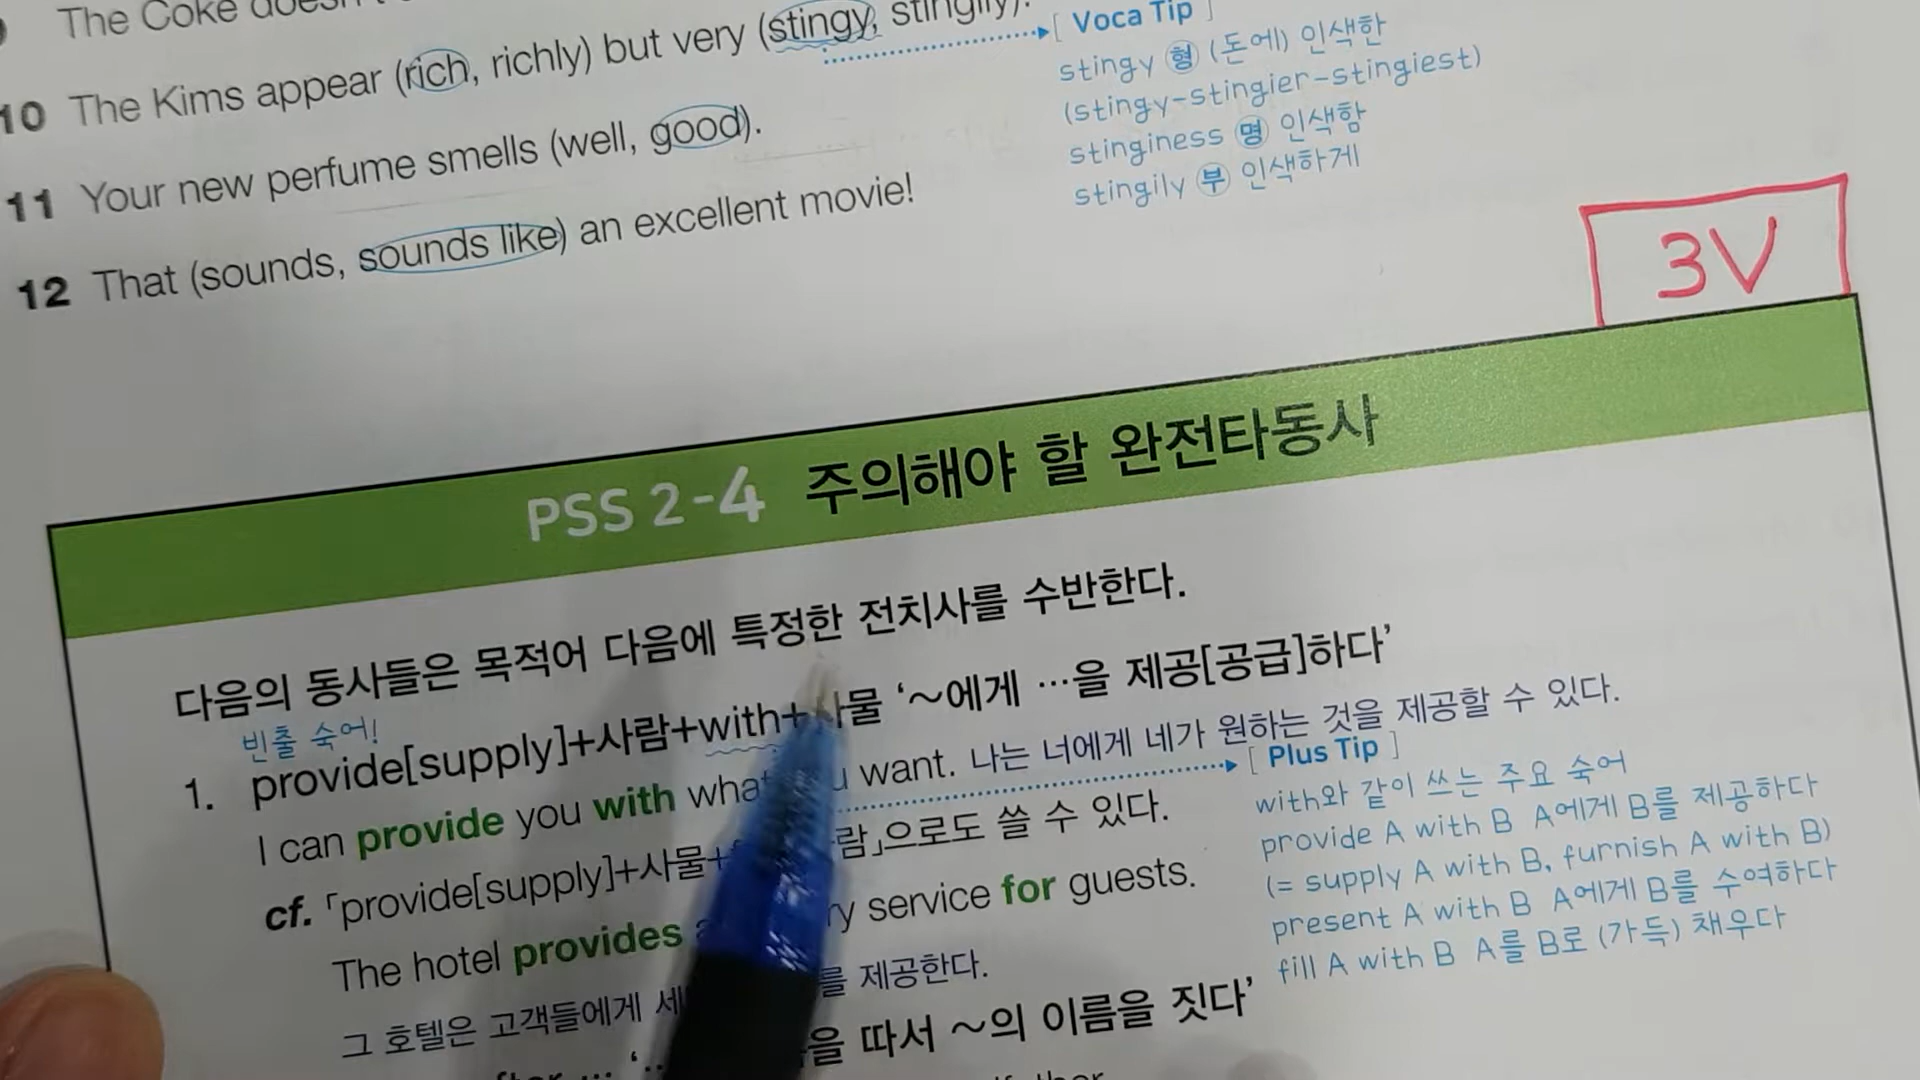 The Coke
10 The Kims appear (rich, richly) but very (stingy, stingily).
11 Your new perfume smells (well, good).
12 That (sounds, sounds like) an excellent movie!
[ Voca Tip ]
stingy 형 (돈에) 인색한
(stingy-stingier-stingiest)
stinginess 명 인색함
stingily 부 인색하게
3V
PSS 2-4 주의해야 할 완전타동사
다음의 동사들은 목적어 다음에 특정한 전치사를 수반한다.
빈출 숙어!
1. provide[supply]+사람+with+사물 ‘～에게 …을 제공[공급]하다’
I can provide you with what want. 나는 너에게 네가 원하는 것을 제공할 수 있다.
cf. 「provide[supply]+사물+ 람」으로도 쓸 수 있다.
The hotel provides service for guests.
그 호텔은 고객들에게 를 제공한다.
따서 ～의 이름을 짓다’
[ Plus Tip ]
with와 같이 쓰는 주요 숙어
provide A with B A에게 B를 제공하다
(= supply A with B, furnish A with B)
present A with B A에게 B를 수여하다
fill A with B A를 B로 (가득) 채우다